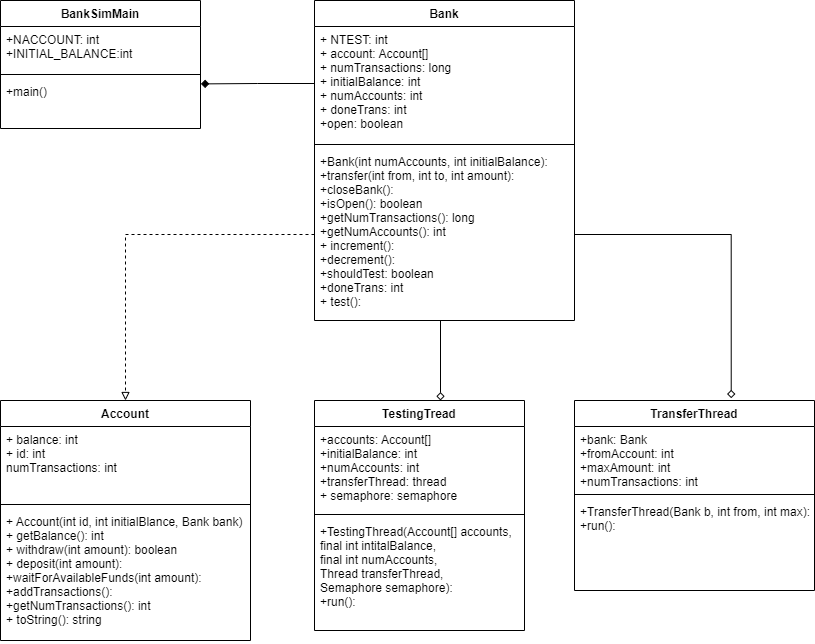 BankSimMain
+NACCOUNT: int
+INITIAL_BALANCE:int
+main()
Bank
+ NTEST: int
+ account: Account[]
+ numTransactions: long
+ initialBalance: int
+ numAccounts: int
+ doneTrans: int
+open: boolean
+Bank(int numAccounts, int initialBalance):
+transfer(int from, int to, int amount):
+closeBank():
+isOpen(): boolean
+getNumTransactions(): long
+getNumAccounts(): int
+ increment():
+decrement():
+shouldTest: boolean
+doneTrans: int
+ test():
Account
+ balance: int
+ id: int
numTransactions: int
+ Account(int id, int initialBlance, Bank bank)
+ getBalance(): int
+ withdraw(int amount): boolean
+ deposit(int amount):
+waitForAvailableFunds(int amount):
+addTransactions():
+getNumTransactions(): int
+ toString(): string
TestingTread
+accounts: Account[]
+initialBalance: int
+numAccounts: int
+transferThread: thread
+ semaphore: semaphore
+TestingThread(Account[] accounts,
final int intitalBalance,
final int numAccounts,
Thread transferThread,
Semaphore semaphore):
+run():
TransferThread
+bank: Bank
+fromAccount: int
+maxAmount: int
+numTransactions: int
+TransferThread(Bank b, int from, int max):
+run():